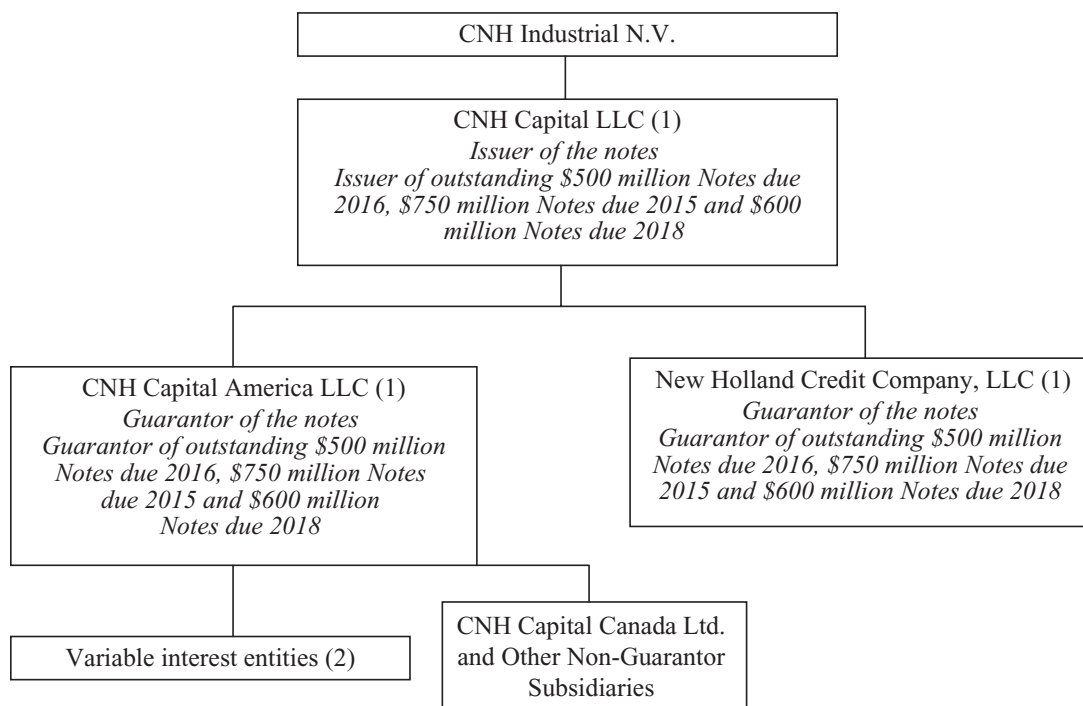 CNH Industrial N.V.
CNH Capital LLC (1)
Issuer of the notes
Issuer of outstanding $500 million Notes due
2016, $750 million Notes due 2015 and $600
million Notes due 2018
CNH Capital America LLC (1)
Guarantor of the notes
Guarantor of outstanding $500 million
Notes due 2016, $750 million Notes
due 2015 and $600 million
Notes due 2018
New Holland Credit Company, LLC (1)
Guarantor of the notes
Guarantor of outstanding $500 million
Notes due 2016, $750 million Notes due
2015 and $600 million Notes due 2018
Variable interest entities (2)
CNH Capital Canada Ltd.
and Other Non-Guarantor
Subsidiaries